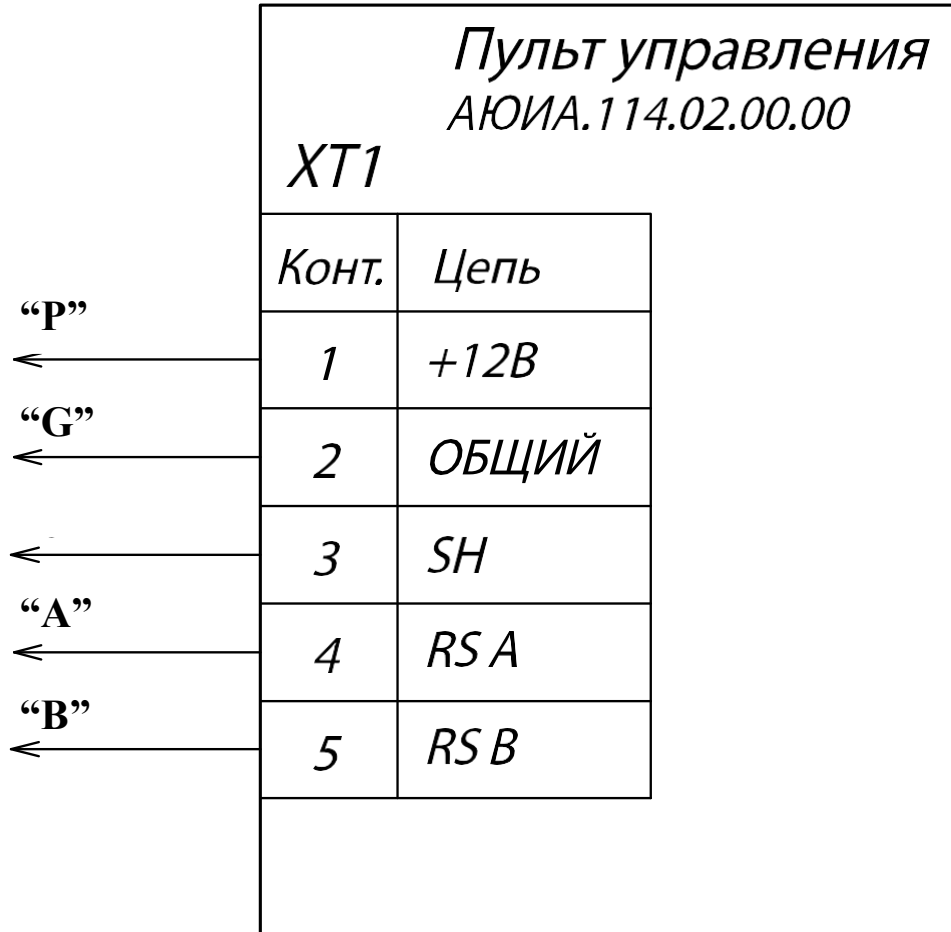 Пульт управления
АЮИА.114.02.00.00
XT1
Конт. Цепь
“P”
1 +12В
“G”
2 ОБЩИЙ
3 SH
“A”
4 RS A
“B”
5 RS B